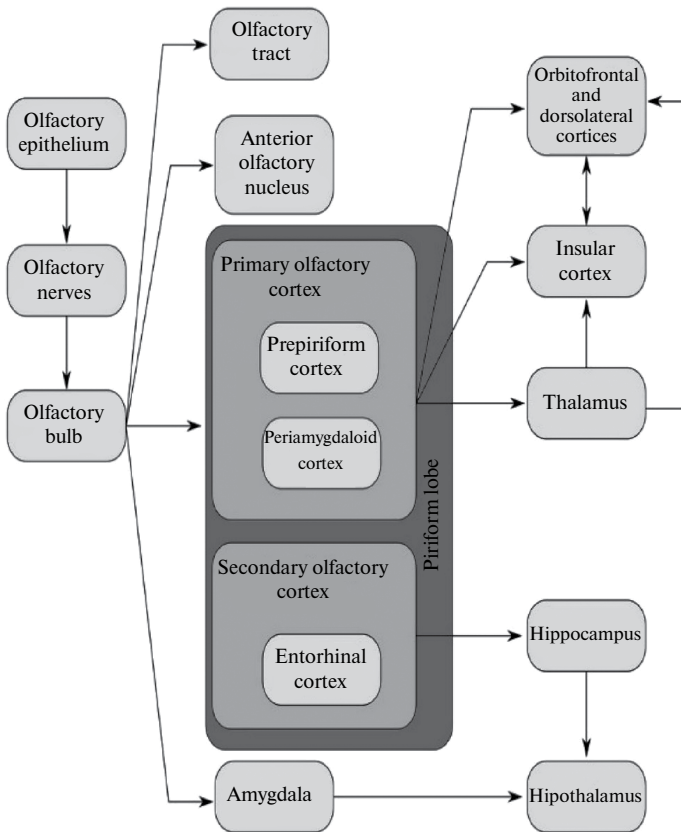 Olfactory
tract
Olfactory
epithelium
Anterior
olfactory
nucleus
Orbitofrontal
and
dorsolateral
cortices
Olfactory
nerves
Primary olfactory
cortex
Insular
cortex
Prepiriform
cortex
Olfactory
bulb
Periamygdaloid
cortex
Thalamus
Piriform lobe
Secondary olfactory
cortex
Entorhinal
cortex
Hippocampus
Amygdala
Hipothalamus